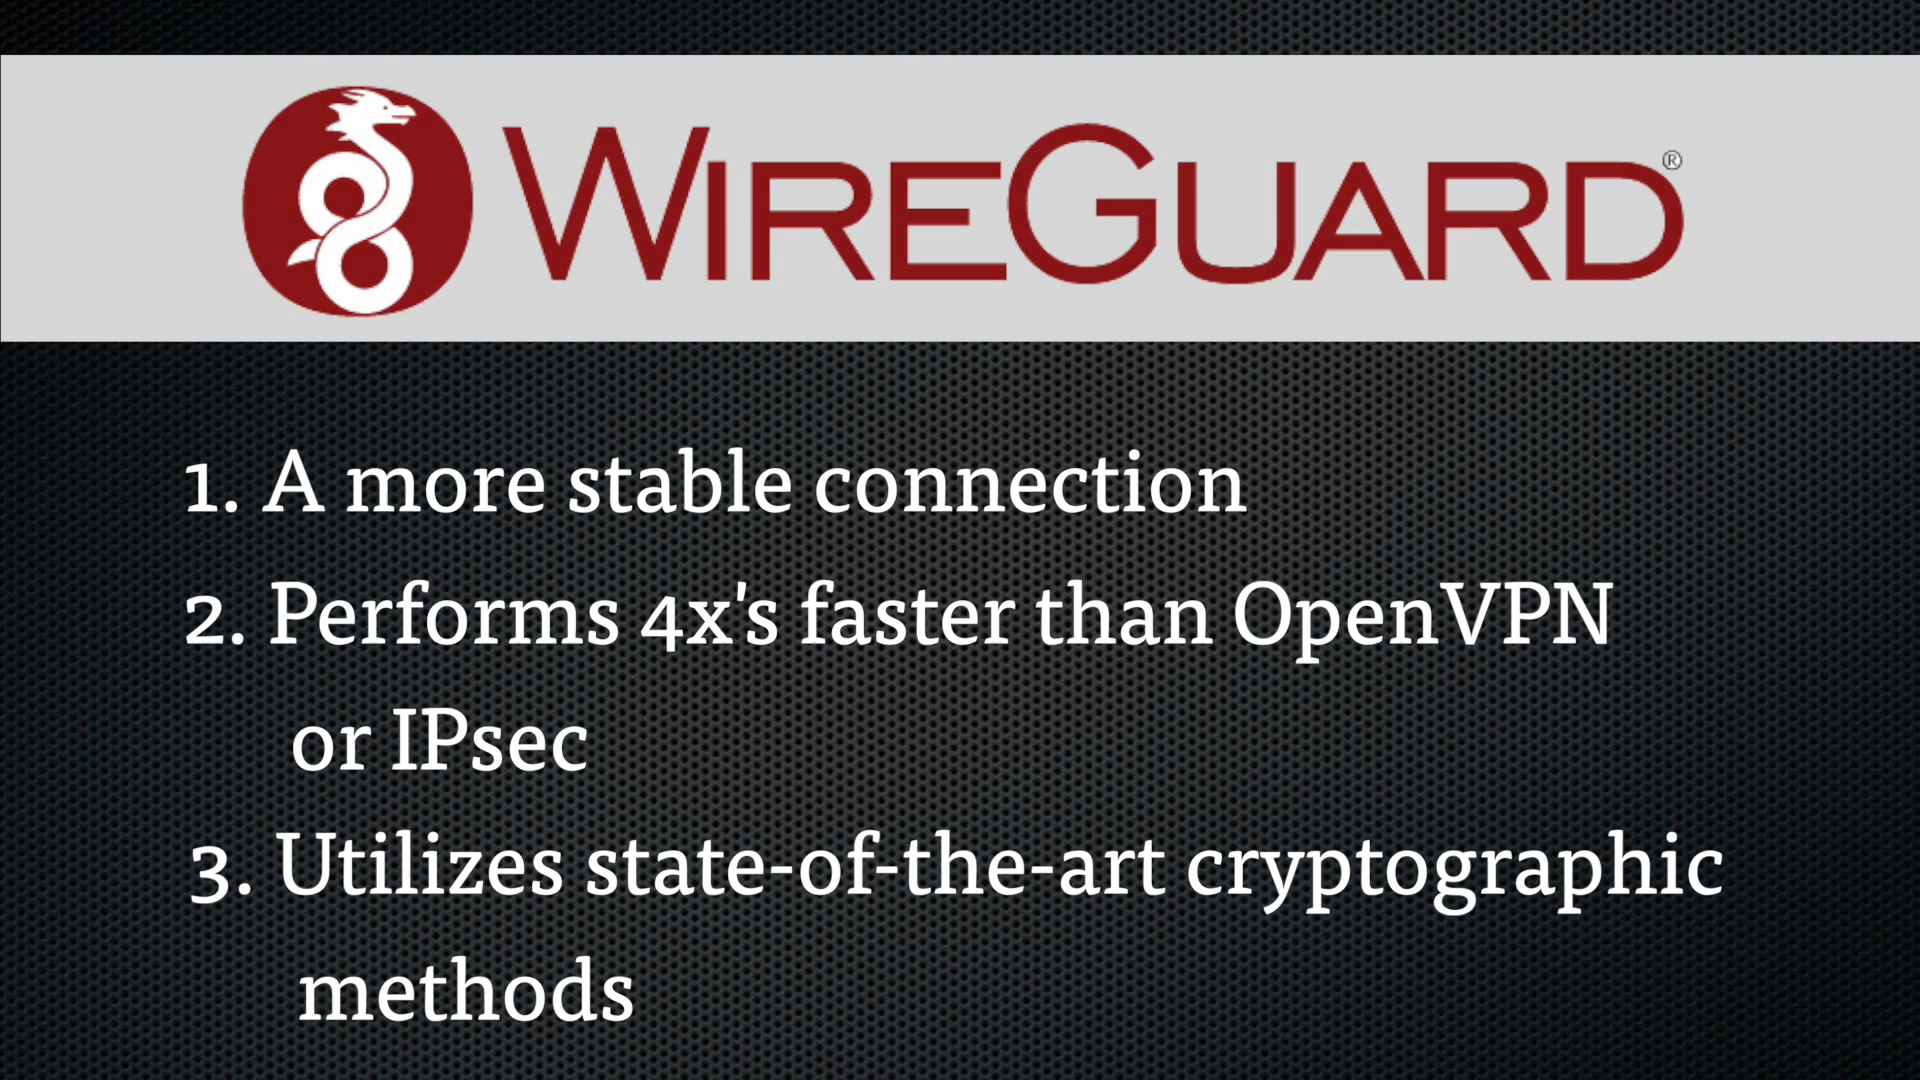 WIREGUARD®
1. A more stable connection
2. Performs 4x's faster than OpenVPN
or IPsec
3. Utilizes state-of-the-art cryptographic
methods